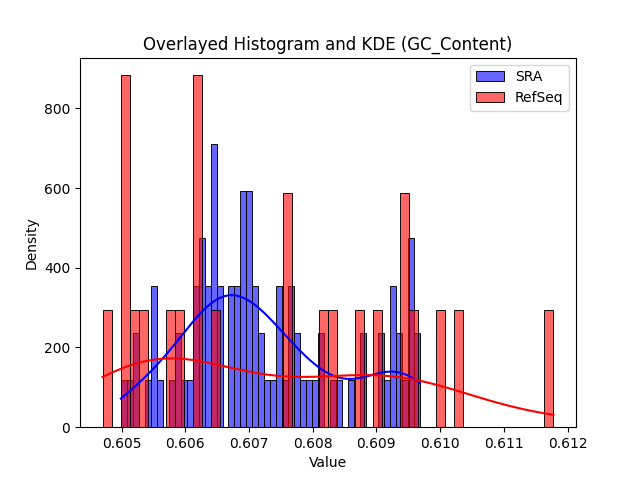 Overlayed Histogram and KDE (GC_Content)
SRA
RefSeq
Density
800
600
400
200
0
0.605 0.606 0.607 0.608 0.609 0.610 0.611 0.612
Value